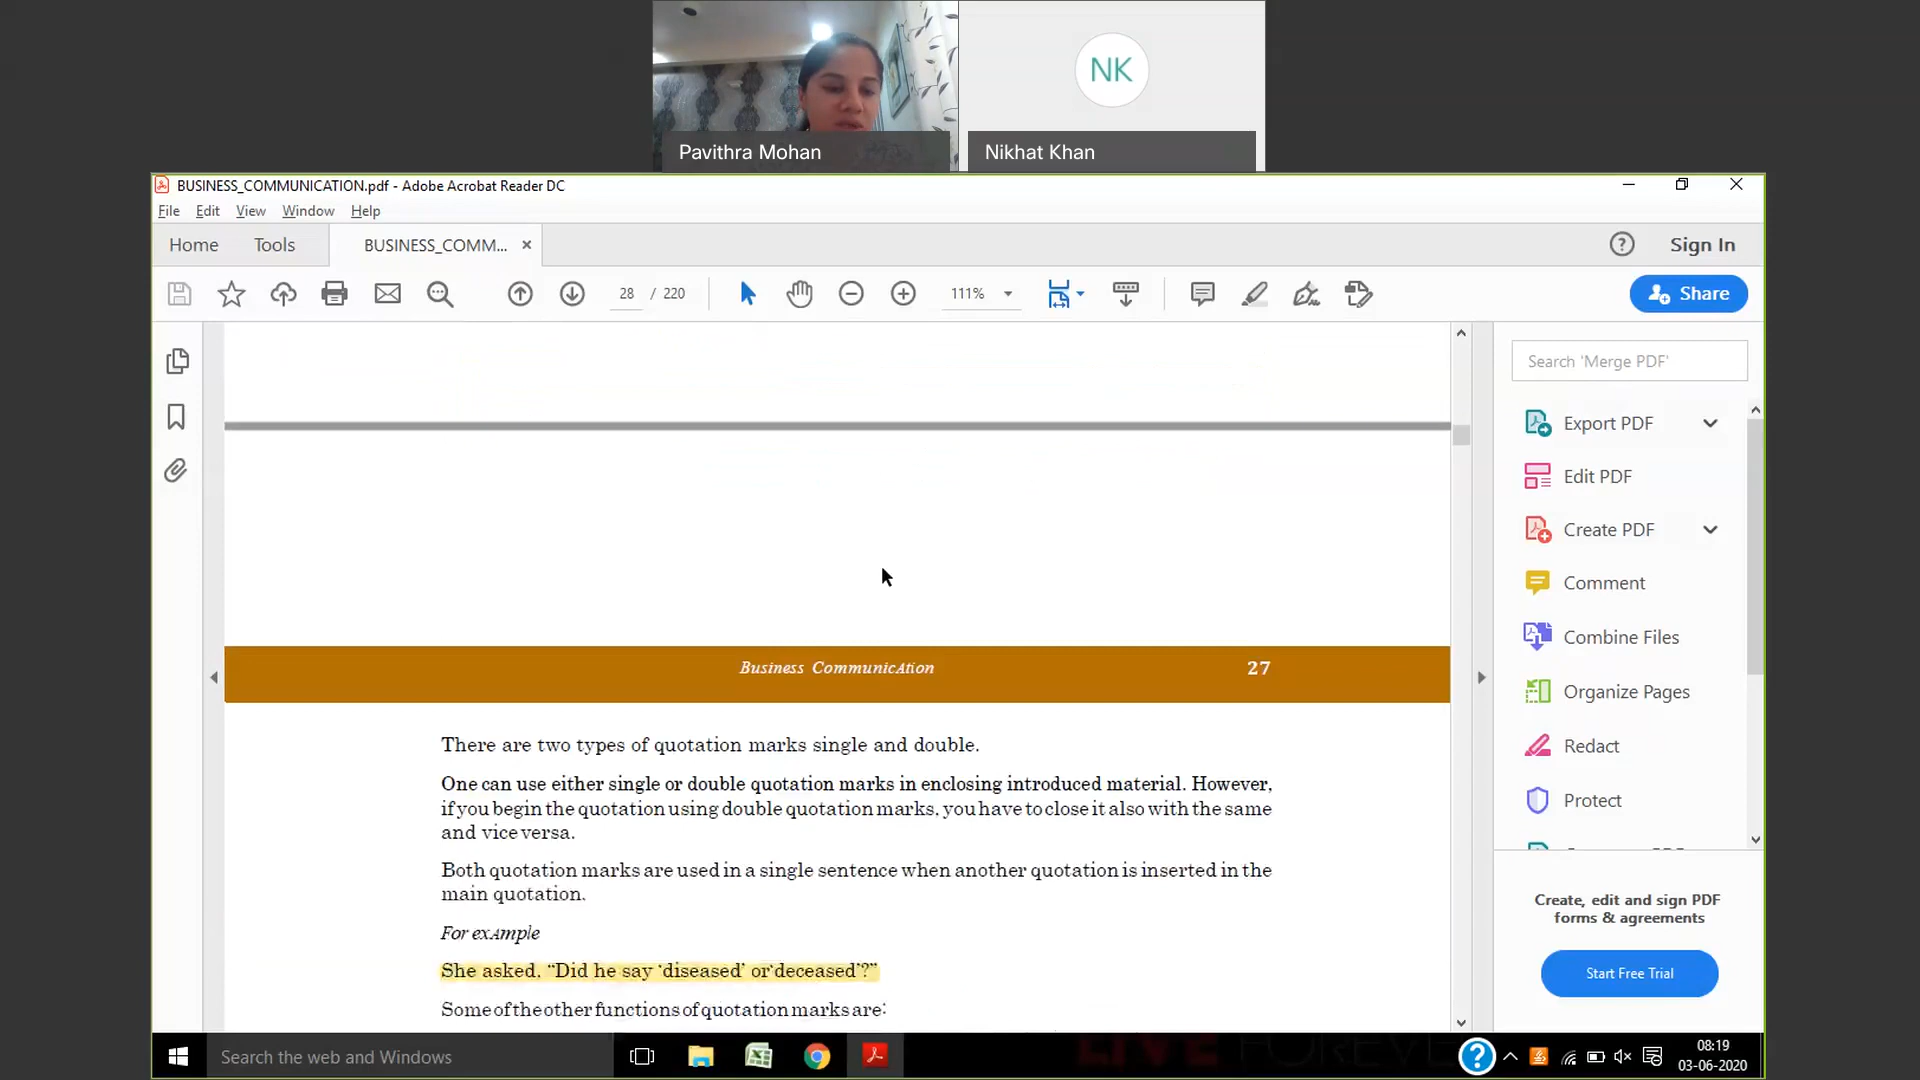 NK
Pavithra Mohan
Nikhat Khan
BUSINESS_COMMUNICATION.pdf - Adobe Acrobat Reader DC
File Edit View Window Help
Home Tools BUSINESS_COMM... × Sign In
28 / 220 111% Share
Search 'Merge PDF'
Export PDF
Edit PDF
Create PDF
Comment
Combine Files
Organize Pages
Redact
Protect
Create, edit and sign PDF
forms & agreements
Start Free Trial
Business CommunicAtion 27
There are two types of quotation marks single and double.
One can use either single or double quotation marks in enclosing introduced material. However,
if you begin the quotation using double quotation marks, you have to close it also with the same
and vice versa.
Both quotation marks are used in a single sentence when another quotation is inserted in the
main quotation.
For exAmple
She asked, “Did he say ‘diseased’ or‘deceased’?”
Some of the other functions of quotation marks are:
Search the web and Windows
08:19
03-06-2020